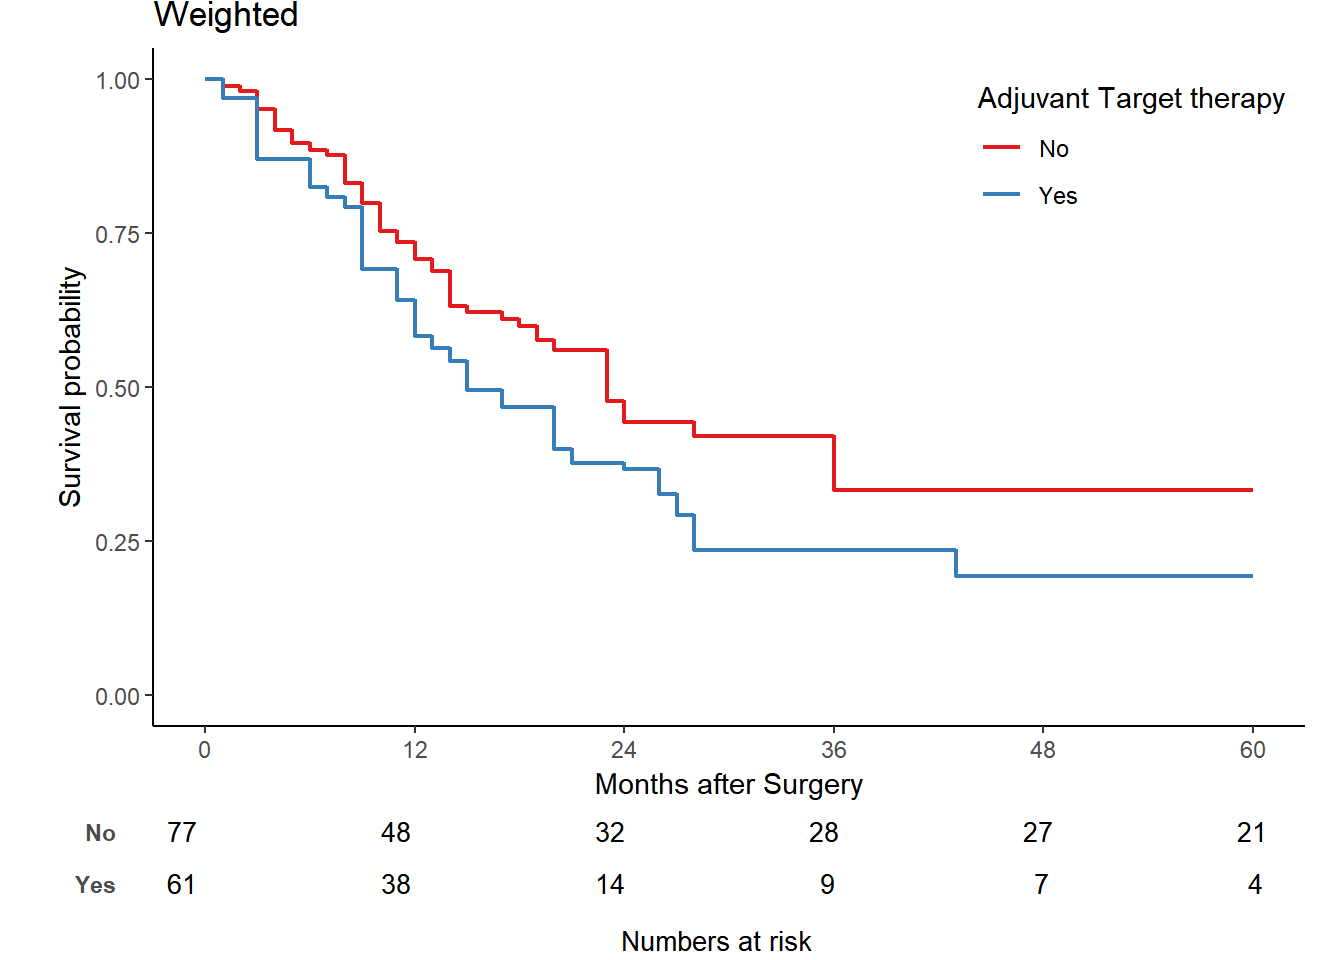 Weighted
Adjuvant Target therapy
No
Yes
Survival probability
1.00
0.75
0.50
0.25
0.00
0 12 24 36 48 60
Months after Surgery
No 77 48 32 28 27 21
Yes 61 38 14 9 7 4
Numbers at risk